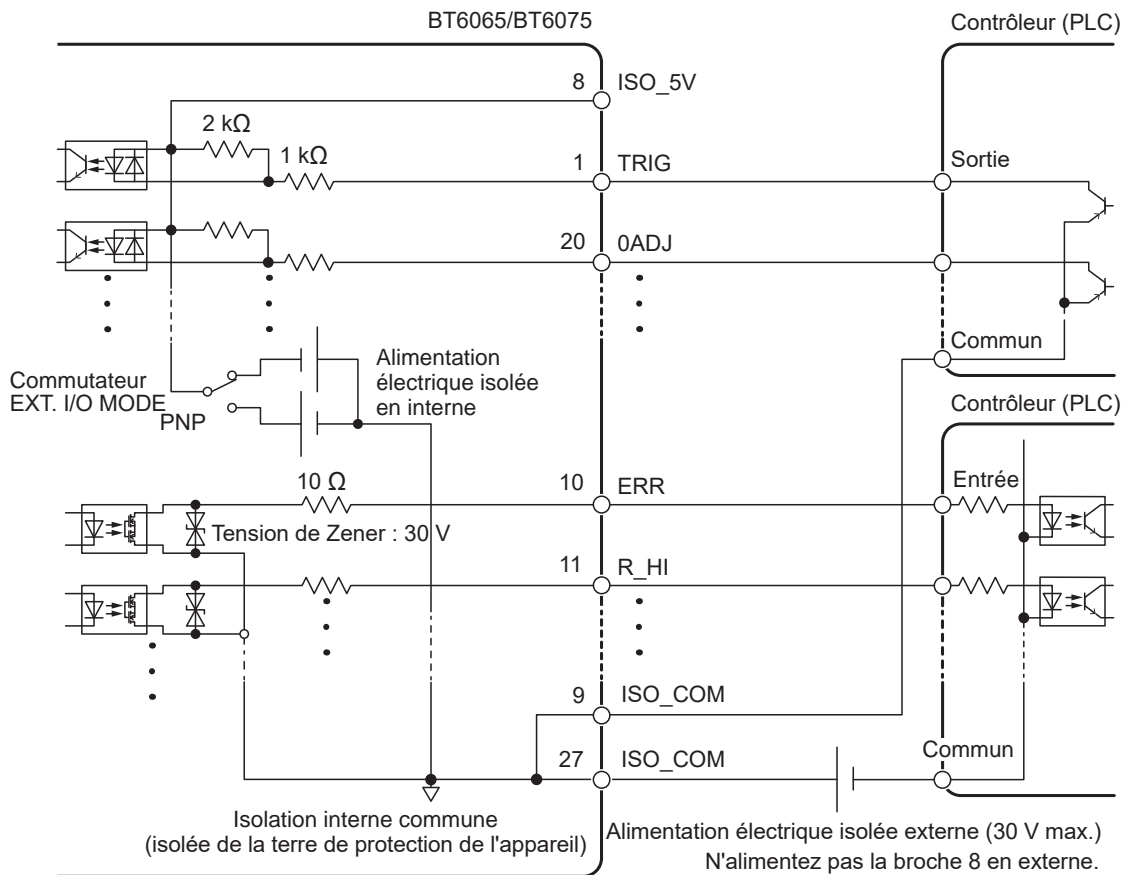 BT6065/BT6075
Contrôleur (PLC)
8 ISO_5V
2 kΩ
1 kΩ
1 TRIG
Sortie
20 0ADJ
Commun
Alimentation
électrique isolée
en interne
Commutateur
EXT. I/O MODE
PNP
Contrôleur (PLC)
10 Ω
10 ERR
Entrée
Tension de Zener : 30 V
11 R_HI
9 ISO_COM
27 ISO_COM
Commun
Isolation interne commune
(isolée de la terre de protection de l'appareil)
Alimentation électrique isolée externe (30 V max.)
N'alimentez pas la broche 8 en externe.